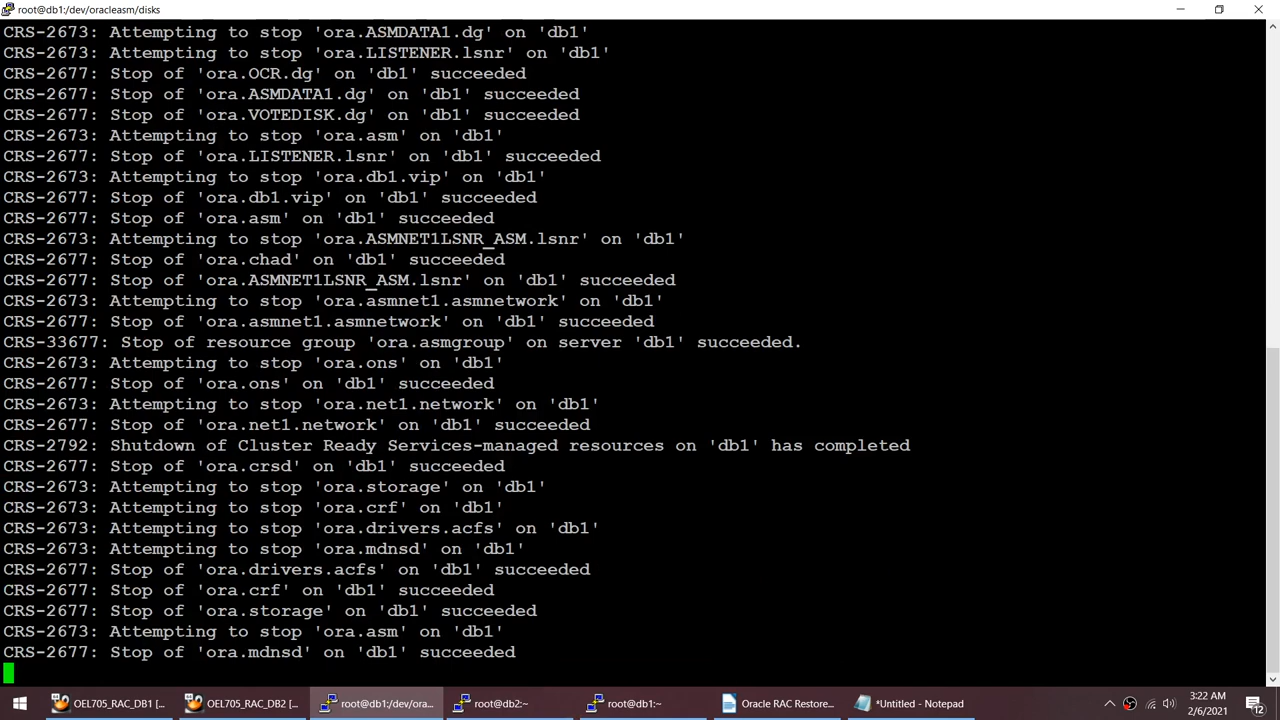 root@db1:/dev/oracleasm/disks
CRS-2673: Attempting to stop 'ora.ASMDATA1.dg' on 'db1'
CRS-2673: Attempting to stop 'ora.LISTENER.lsnr' on 'db1'
CRS-2677: Stop of 'ora.OCR.dg' on 'db1' succeeded
CRS-2677: Stop of 'ora.ASMDATA1.dg' on 'db1' succeeded
CRS-2677: Stop of 'ora.VOTEDISK.dg' on 'db1' succeeded
CRS-2673: Attempting to stop 'ora.asm' on 'db1'
CRS-2677: Stop of 'ora.LISTENER.lsnr' on 'db1' succeeded
CRS-2673: Attempting to stop 'ora.db1.vip' on 'db1'
CRS-2677: Stop of 'ora.db1.vip' on 'db1' succeeded
CRS-2677: Stop of 'ora.asm' on 'db1' succeeded
CRS-2673: Attempting to stop 'ora.ASMNET1LSNR_ASM.lsnr' on 'db1'
CRS-2677: Stop of 'ora.chad' on 'db1' succeeded
CRS-2677: Stop of 'ora.ASMNET1LSNR_ASM.lsnr' on 'db1' succeeded
CRS-2673: Attempting to stop 'ora.asmnet1.asmnetwork' on 'db1'
CRS-2677: Stop of 'ora.asmnet1.asmnetwork' on 'db1' succeeded
CRS-33677: Stop of resource group 'ora.asmgroup' on server 'db1' succeeded.
CRS-2673: Attempting to stop 'ora.ons' on 'db1'
CRS-2677: Stop of 'ora.ons' on 'db1' succeeded
CRS-2673: Attempting to stop 'ora.net1.network' on 'db1'
CRS-2677: Stop of 'ora.net1.network' on 'db1' succeeded
CRS-2792: Shutdown of Cluster Ready Services-managed resources on 'db1' has completed
CRS-2677: Stop of 'ora.crsd' on 'db1' succeeded
CRS-2673: Attempting to stop 'ora.storage' on 'db1'
CRS-2673: Attempting to stop 'ora.crf' on 'db1'
CRS-2673: Attempting to stop 'ora.drivers.acfs' on 'db1'
CRS-2673: Attempting to stop 'ora.mdnsd' on 'db1'
CRS-2677: Stop of 'ora.drivers.acfs' on 'db1' succeeded
CRS-2677: Stop of 'ora.crf' on 'db1' succeeded
CRS-2677: Stop of 'ora.storage' on 'db1' succeeded
CRS-2673: Attempting to stop 'ora.asm' on 'db1'
CRS-2677: Stop of 'ora.mdnsd' on 'db1' succeeded
OEL705_RAC_DB1 [... OEL705_RAC_DB2 [... root@db1:/dev/ora... root@db2:~ root@db1:~ Oracle RAC Restore... *Untitled - Notepad 3:22 AM
2/6/2021 12